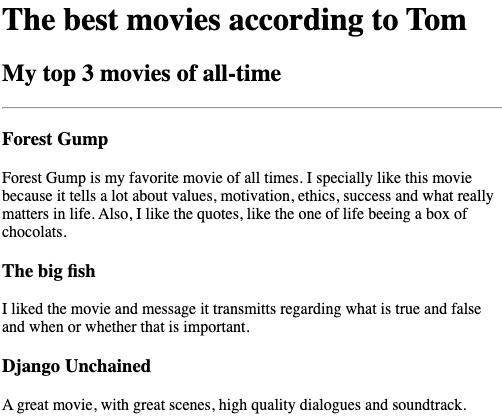 The best movies according to Tom
My top 3 movies of all-time
Forest Gump
Forest Gump is my favorite movie of all times. I specially like this movie
because it tells a lot about values, motivation, ethics, success and what really
matters in life. Also, I like the quotes, like the one of life beeing a box of
chocolats.
The big fish
I liked the movie and message it transmitts regarding what is true and false
and when or whether that is important.
Django Unchained
A great movie, with great scenes, high quality dialogues and soundtrack.